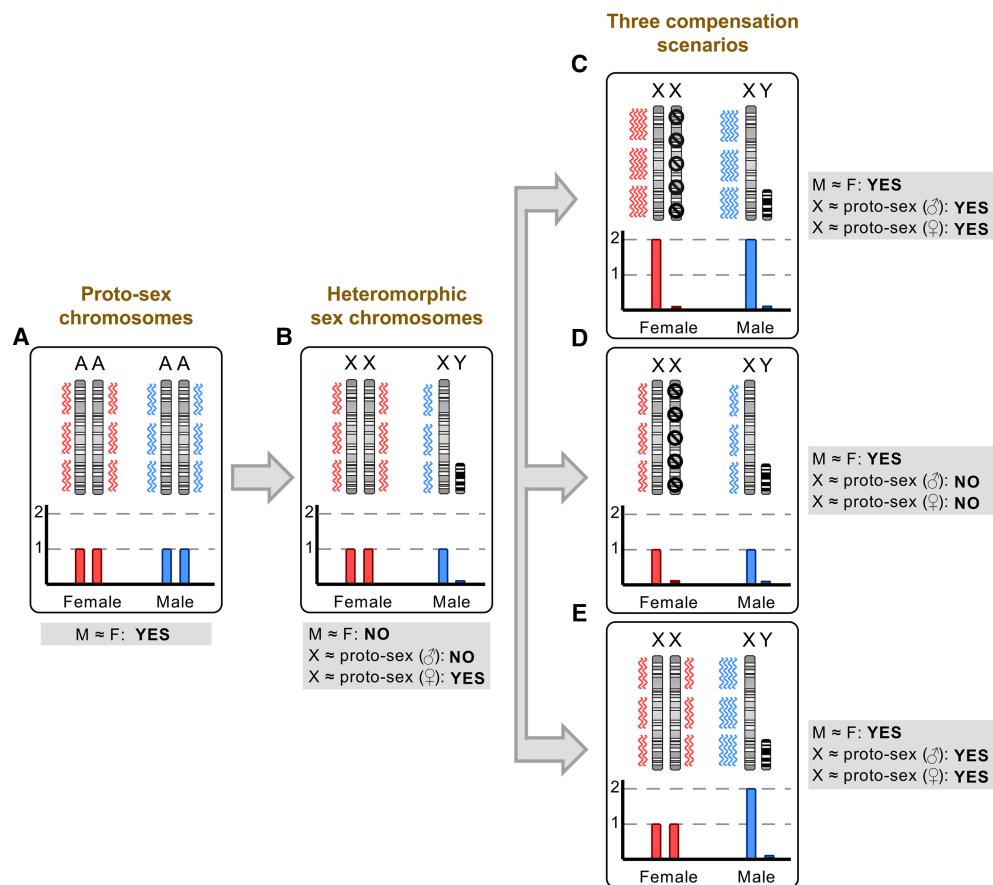 Proto-sex
chromosomes
A
A A A A
2
1
Female Male
M ≈ F: YES
Heteromorphic
sex chromosomes
B
X X X Y
2
1
Female Male
M ≈ F: NO
X ≈ proto-sex (♂): NO
X ≈ proto-sex (♀): YES
Three compensation
scenarios
C
X X X Y
2
1
Female Male
M ≈ F: YES
X ≈ proto-sex (♂): YES
X ≈ proto-sex (♀): YES
D
X X X Y
2
1
Female Male
M ≈ F: YES
X ≈ proto-sex (♂): NO
X ≈ proto-sex (♀): NO
E
X X X Y
2
1
Female Male
M ≈ F: YES
X ≈ proto-sex (♂): YES
X ≈ proto-sex (♀): YES